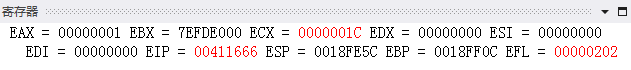 寄存器
EAX = 00000001 EBX = 7EFDE000 ECX = 0000001C EDX = 00000000 ESI = 00000000
EDI = 00000000 EIP = 00411666 ESP = 0018FE5C EBP = 0018FF0C EFL = 00000202